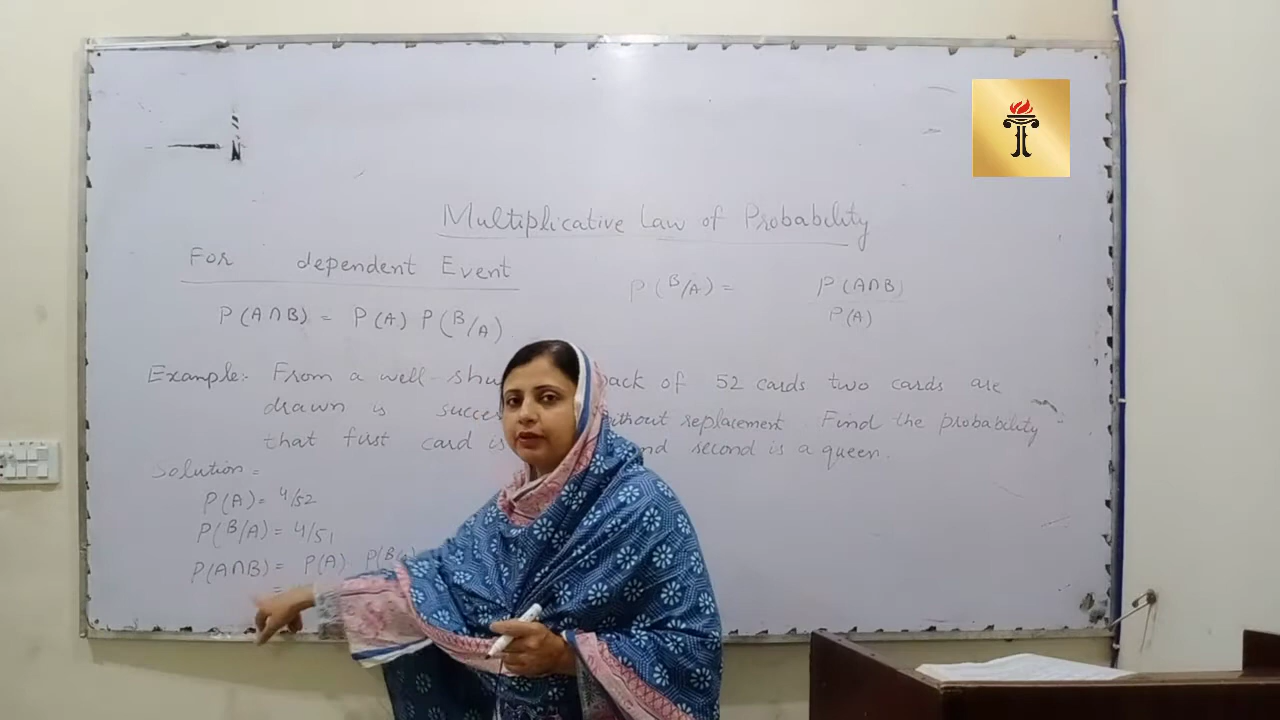 Multiplicative Law of Probability
For dependent Event
P(A∩B) = P(A) P(B/A)
P(B/A) = P(A∩B) / P(A)
Example:- From a well-shu ack of 52 cards two cards are
drawn is succes ithout replacement. Find the probability
that first card is nd second is a queen.
Solution =
P(A) = 4/52
P(B/A) = 4/51
P(A∩B) = P(A) P(B/A)
=